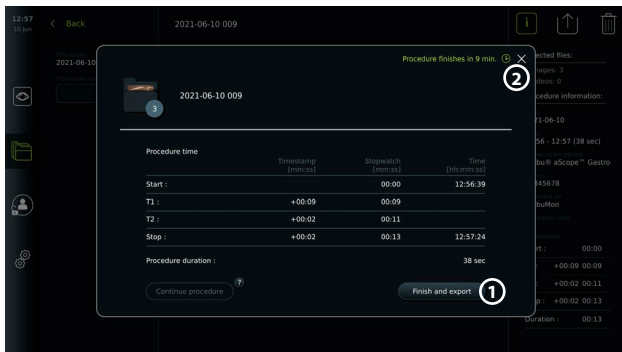 12:57
10 Jun
Back
2021-06-10 009
i
2021-06-10
Procedure finishes in 9 min.
2
3
2021-06-10 009
Procedure time
Timestamp
[mm:ss]
Stopwatch
[mm:ss]
Time
[hh:mm:ss]
Start : 00:00 12:56:39
T1 : +00:09 00:09
T2 : +00:02 00:11
Stop : +00:02 00:13 12:57:24
Procedure duration : 38 sec
Continue procedure
?
Finish and export
1
ected files:
mages: 3
deos: 0
cedure information:
21-06-10
56 - 12:57 (38 sec)
bu® aScope™ Gastro
345678
buMon
rt : 00:00
: +00:09 00:09
: +00:02 00:11
p : +00:02 00:13
Duration : 00:13